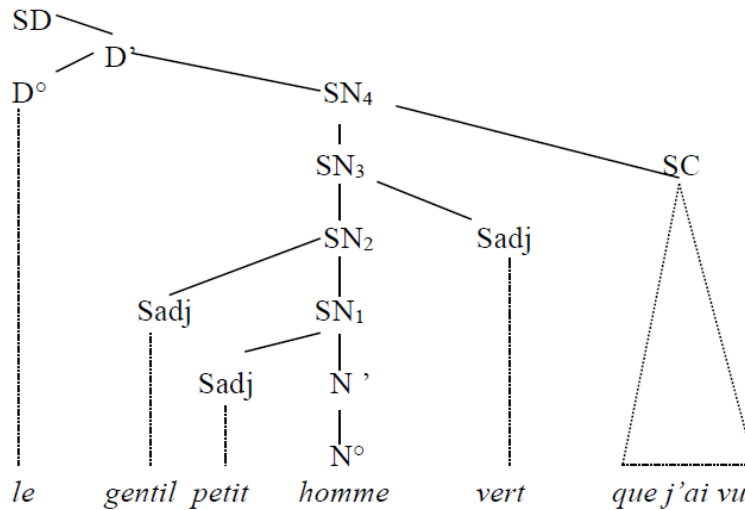 SD
D’
D° SN₄
SN₃ SC
SN₂ Sadj
Sadj SN₁
Sadj N ’
N°
le gentil petit homme vert que j’ai vu